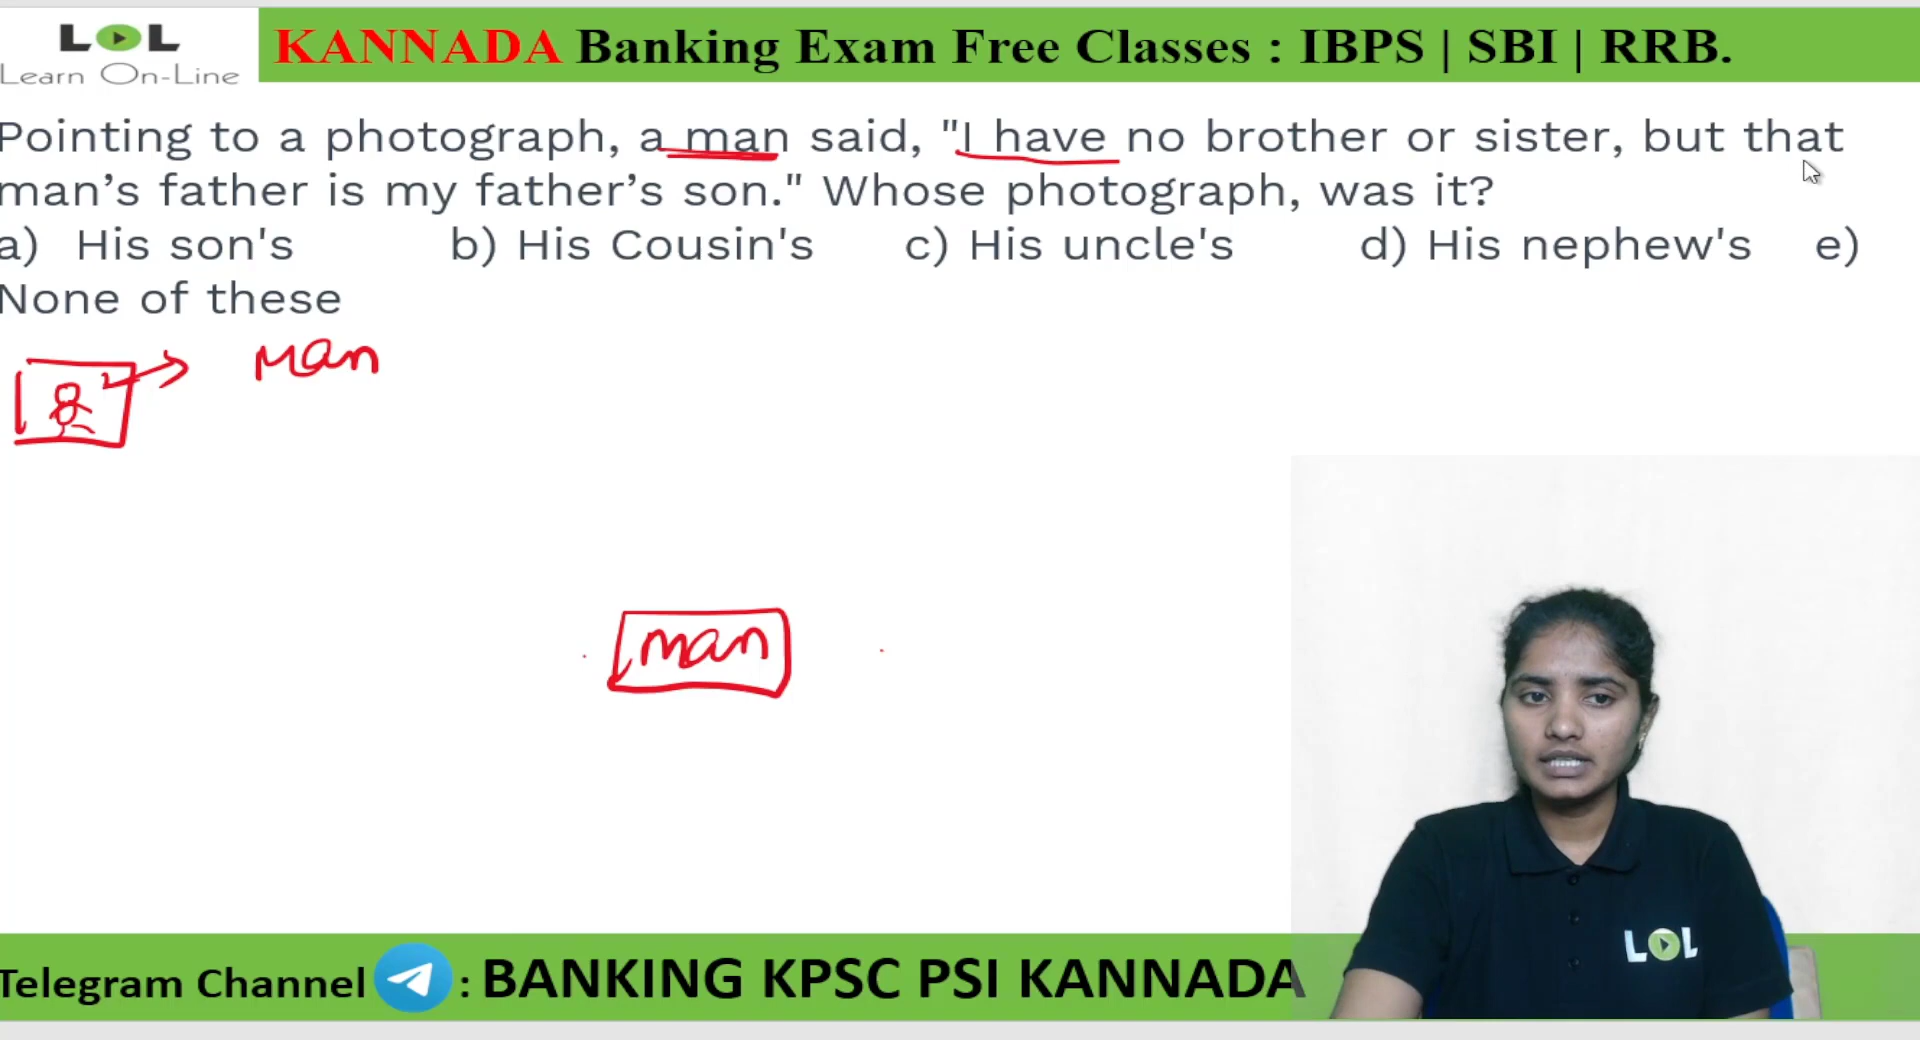 LOL
Learn On-Line
KANNADA Banking Exam Free Classes : IBPS | SBI | RRB.
Pointing to a photograph, a man said, "I have no brother or sister, but that
man's father is my father's son." Whose photograph, was it?
a) His son's b) His Cousin's c) His uncle's d) His nephew's e)
None of these
Man
man
LOL
Telegram Channel : BANKING KPSC PSI KANNADA